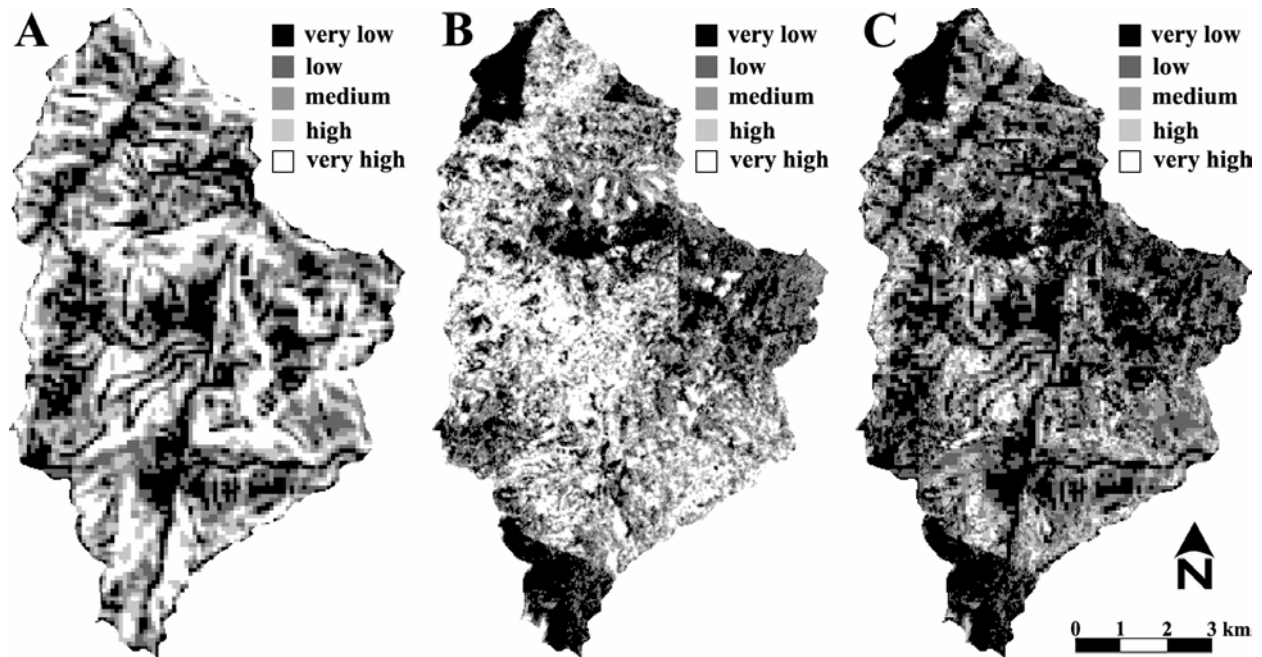 A
very low
low
medium
high
very high
B
very low
low
medium
high
very high
C
very low
low
medium
high
very high
N
0 1 2 3 km